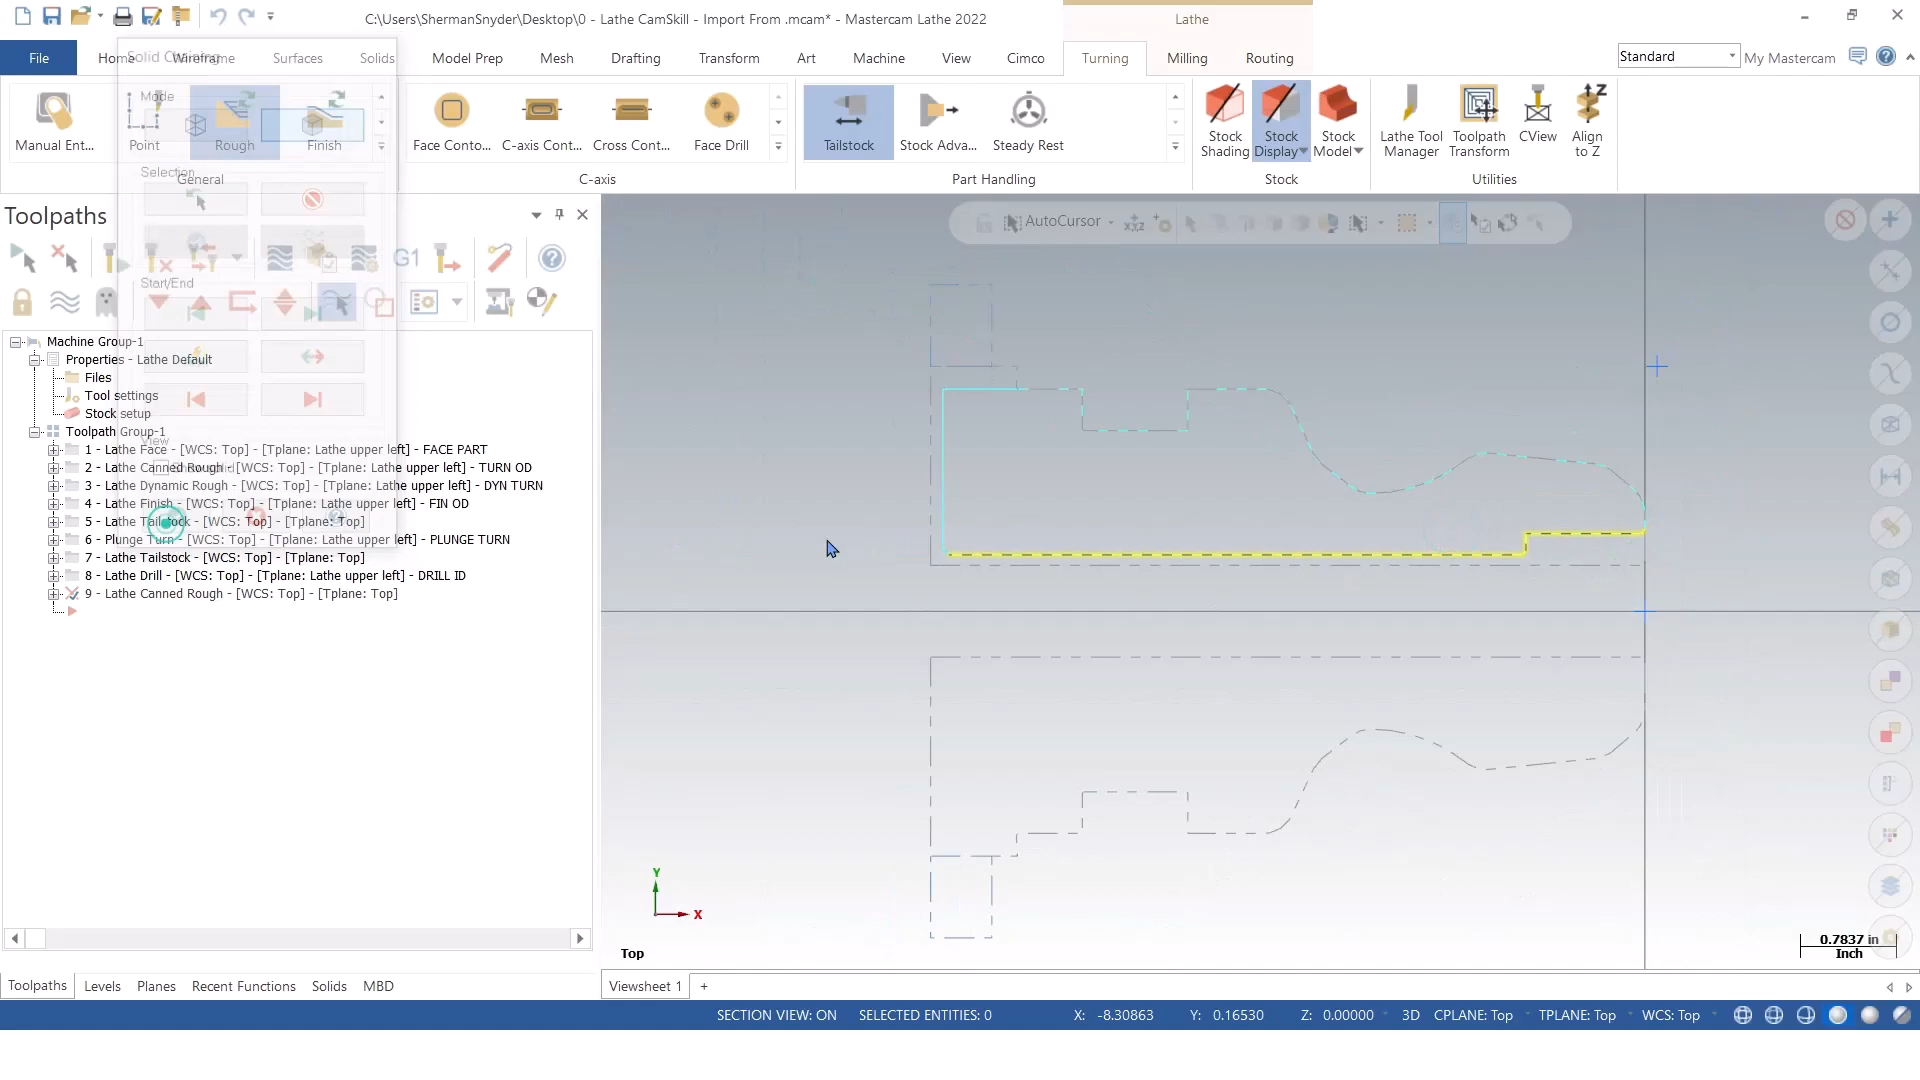 C:\Users\ShermanSnyder\Desktop\0 - Lathe CamSkill - Import From .mcam* - Mastercam Lathe 2022
Lathe
File
Home
Wireframe
Surfaces
Solids
Model Prep
Mesh
Drafting
Transform
Art
Machine
View
Cimco
Turning
Milling
Routing
Standard
My Mastercam
Solid Chaining
Mode
Manual Ent...
Point
Rough
Finish
Face Conto...
C-axis Cont...
Cross Cont...
Face Drill
Tailstock
Stock Adva...
Steady Rest
Stock Shading
Stock Display
Stock Model
Lathe Tool Manager
Toolpath Transform
CView
Align to Z
Selection
General
C-axis
Part Handling
Stock
Utilities
Toolpaths
AutoCursor
G1
Start/End
Machine Group-1
Properties - Lathe Default
Files
Tool settings
Stock setup
Toolpath Group-1
View
1 - Lathe Face - [WCS: Top] - [Tplane: Lathe upper left] - FACE PART
2 - Lathe Canned Rough - [WCS: Top] - [Tplane: Lathe upper left] - TURN OD
3 - Lathe Dynamic Rough - [WCS: Top] - [Tplane: Lathe upper left] - DYN TURN
4 - Lathe Finish - [WCS: Top] - [Tplane: Lathe upper left] - FIN OD
5 - Lathe Tailstock - [WCS: Top] - [Tplane: Top]
6 - Plunge Turn - [WCS: Top] - [Tplane: Lathe upper left] - PLUNGE TURN
7 - Lathe Tailstock - [WCS: Top] - [Tplane: Top]
8 - Lathe Drill - [WCS: Top] - [Tplane: Lathe upper left] - DRILL ID
9 - Lathe Canned Rough - [WCS: Top] - [Tplane: Top]
Y
X
Z
Top
0.7837 in
Inch
Toolpaths
Levels
Planes
Recent Functions
Solids
MBD
Viewsheet 1
+
SECTION VIEW: ON
SELECTED ENTITIES: 0
X: -8.30863
Y: 0.16530
Z: 0.00000
3D
CPLANE: Top
TPLANE: Top
WCS: Top